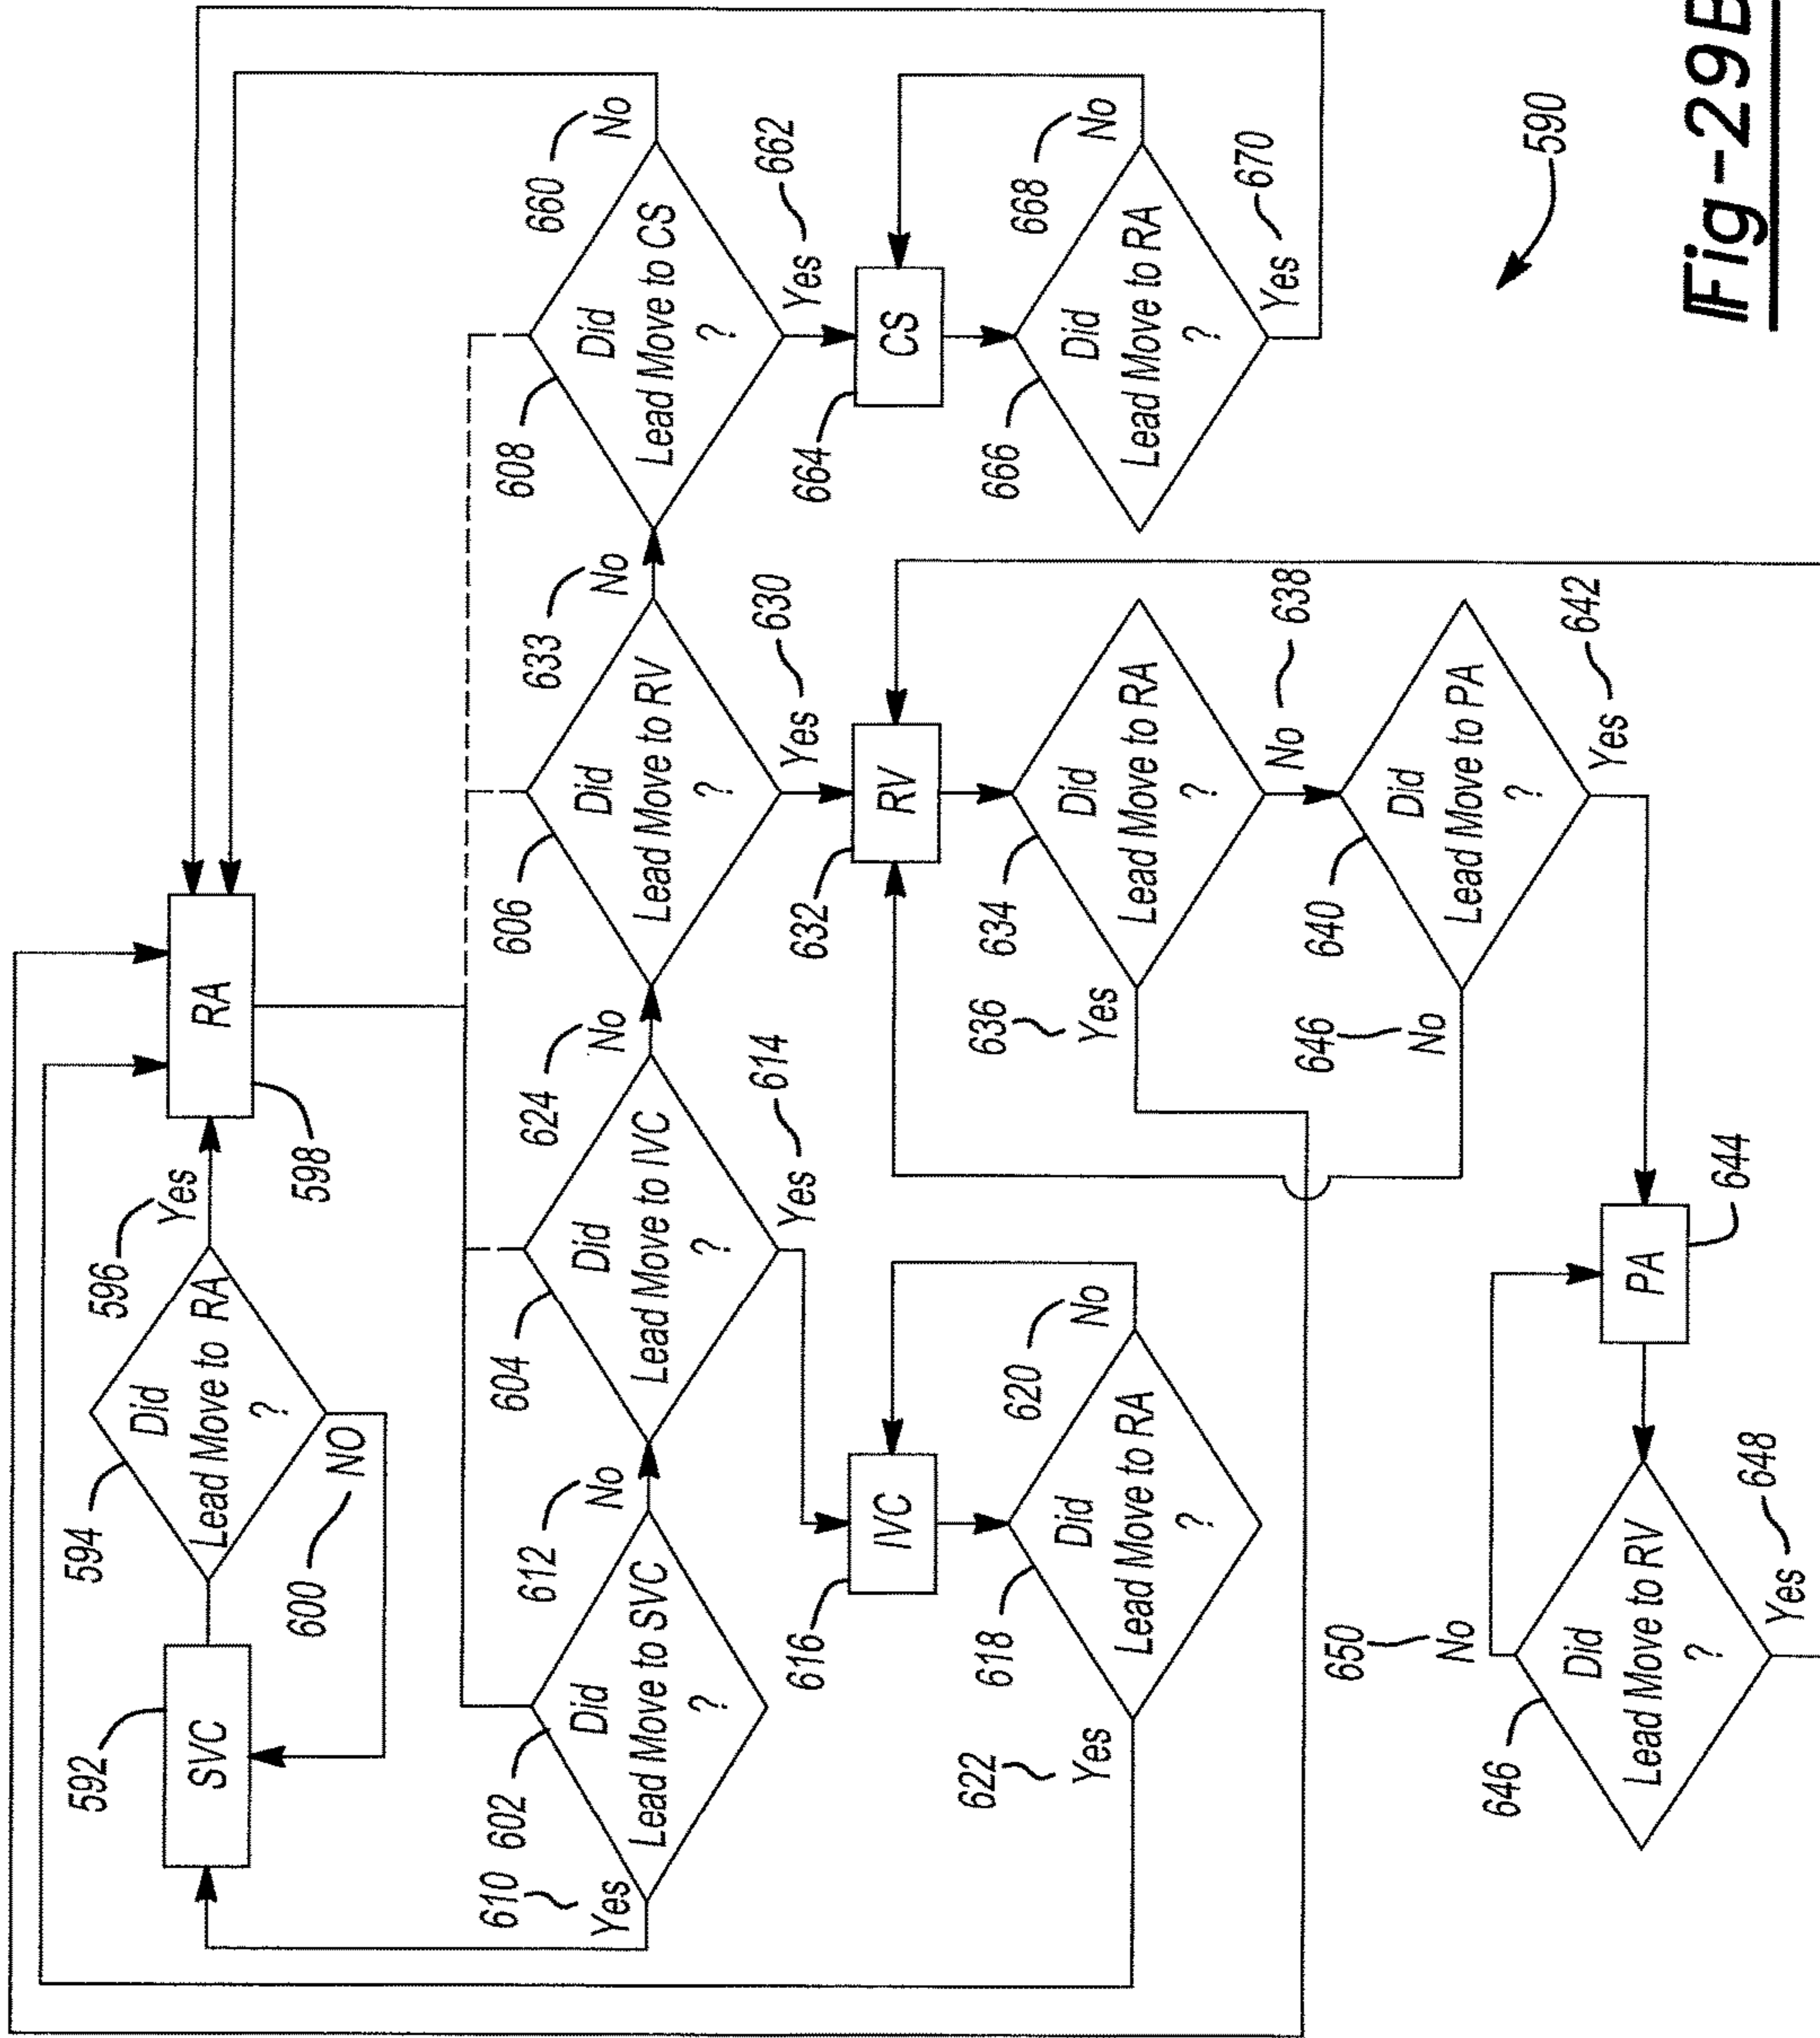 592
SVC
594
Did
Lead Move to RA
?
596
Yes
600
NO
RA
598
610
Yes
602
Did
Lead Move to SVC
?
612
No
604
Did
Lead Move to IVC
?
624
No
614
Yes
606
Did
Lead Move to RV
?
633
No
630
Yes
608
Did
Lead Move to CS
?
660
No
662
Yes
616
IVC
618
Did
Lead Move to RA
?
620
No
622
Yes
632
RV
634
Did
Lead Move to RA
?
636
Yes
638
No
640
Did
Lead Move to PA
?
646
No
642
Yes
664
CS
666
Did
Lead Move to RA
?
668
No
670
Yes
PA
644
646
Did
Lead Move to RV
?
650
No
648
Yes
590
Fig-29B